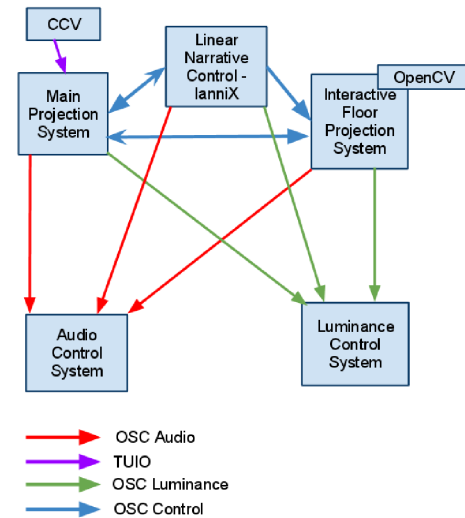 CCV
Linear
Narrative
Control -
IanniX
Main
Projection
System
OpenCV
Interactive
Floor
Projection
System
Audio
Control
System
Luminance
Control
System
OSC Audio
TUIO
OSC Luminance
OSC Control